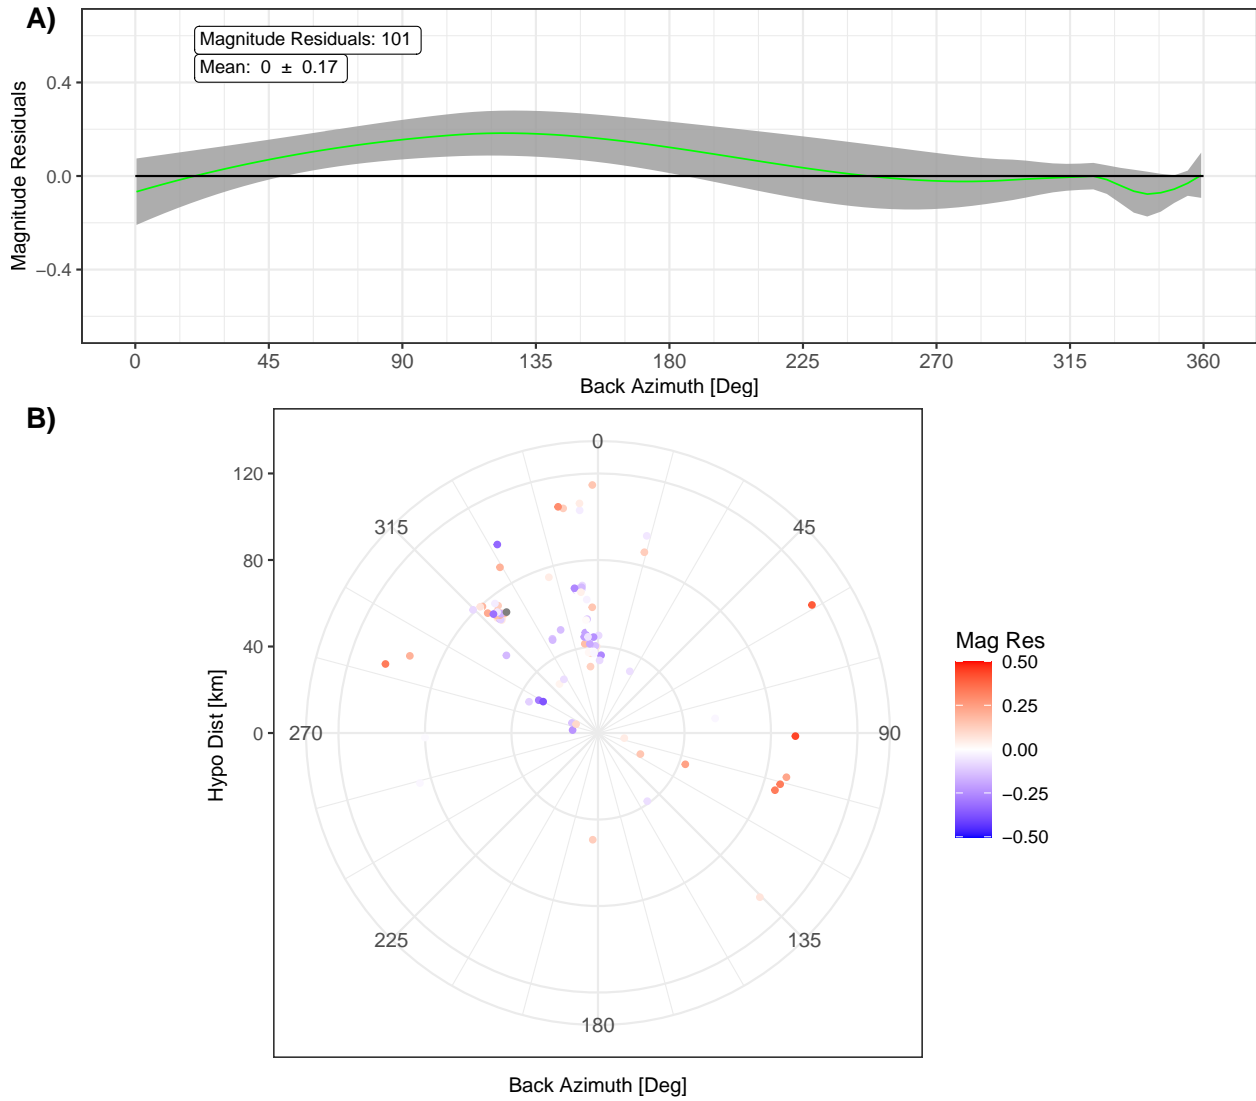 A)
Magnitude Residuals: 101
Mean:  0  ±  0.17
Magnitude Residuals
0.4
0.0
−0.4
0 45 90 135 180 225 270 315 360
Back Azimuth [Deg]
B)
Hypo Dist [km]
120
80
40
0
0
45
90
135
180
225
270
315
Back Azimuth [Deg]
Mag Res
0.50
0.25
0.00
−0.25
−0.50